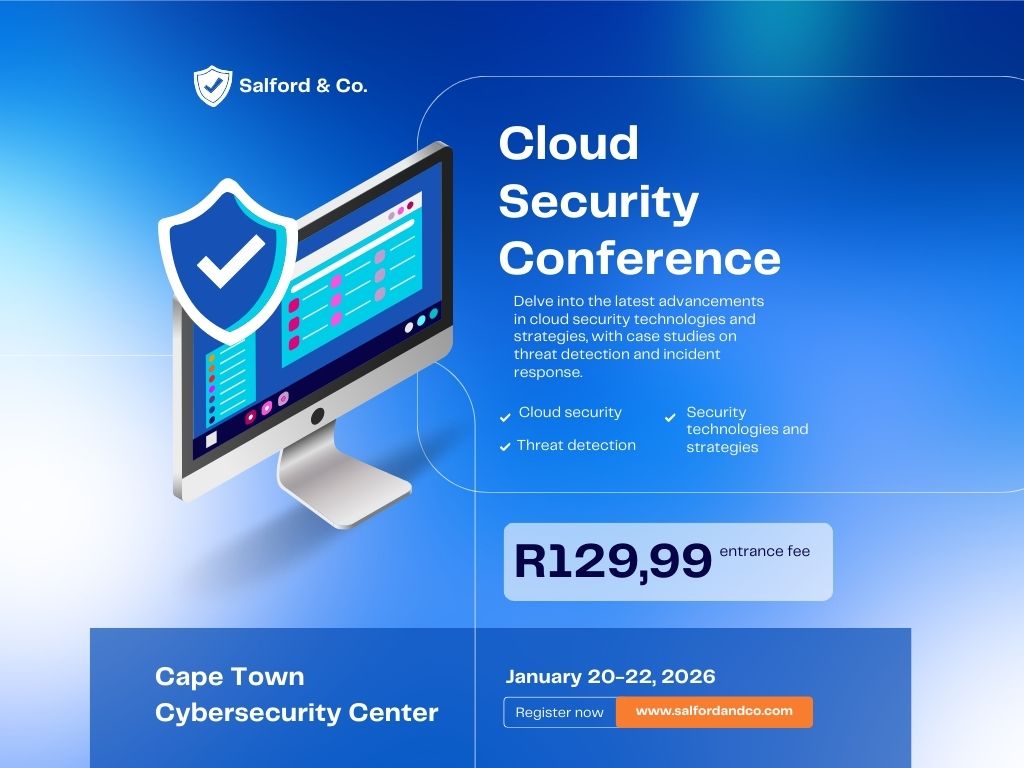 Salford & Co.
Cloud
Security
Conference
Delve into the latest advancements
in cloud security technologies and
strategies, with case studies on
threat detection and incident
response.
Cloud security
Threat detection
Security
technologies and
strategies
R129,99 entrance fee
Cape Town
Cybersecurity Center
January 20-22, 2026
Register now www.salfordandco.com